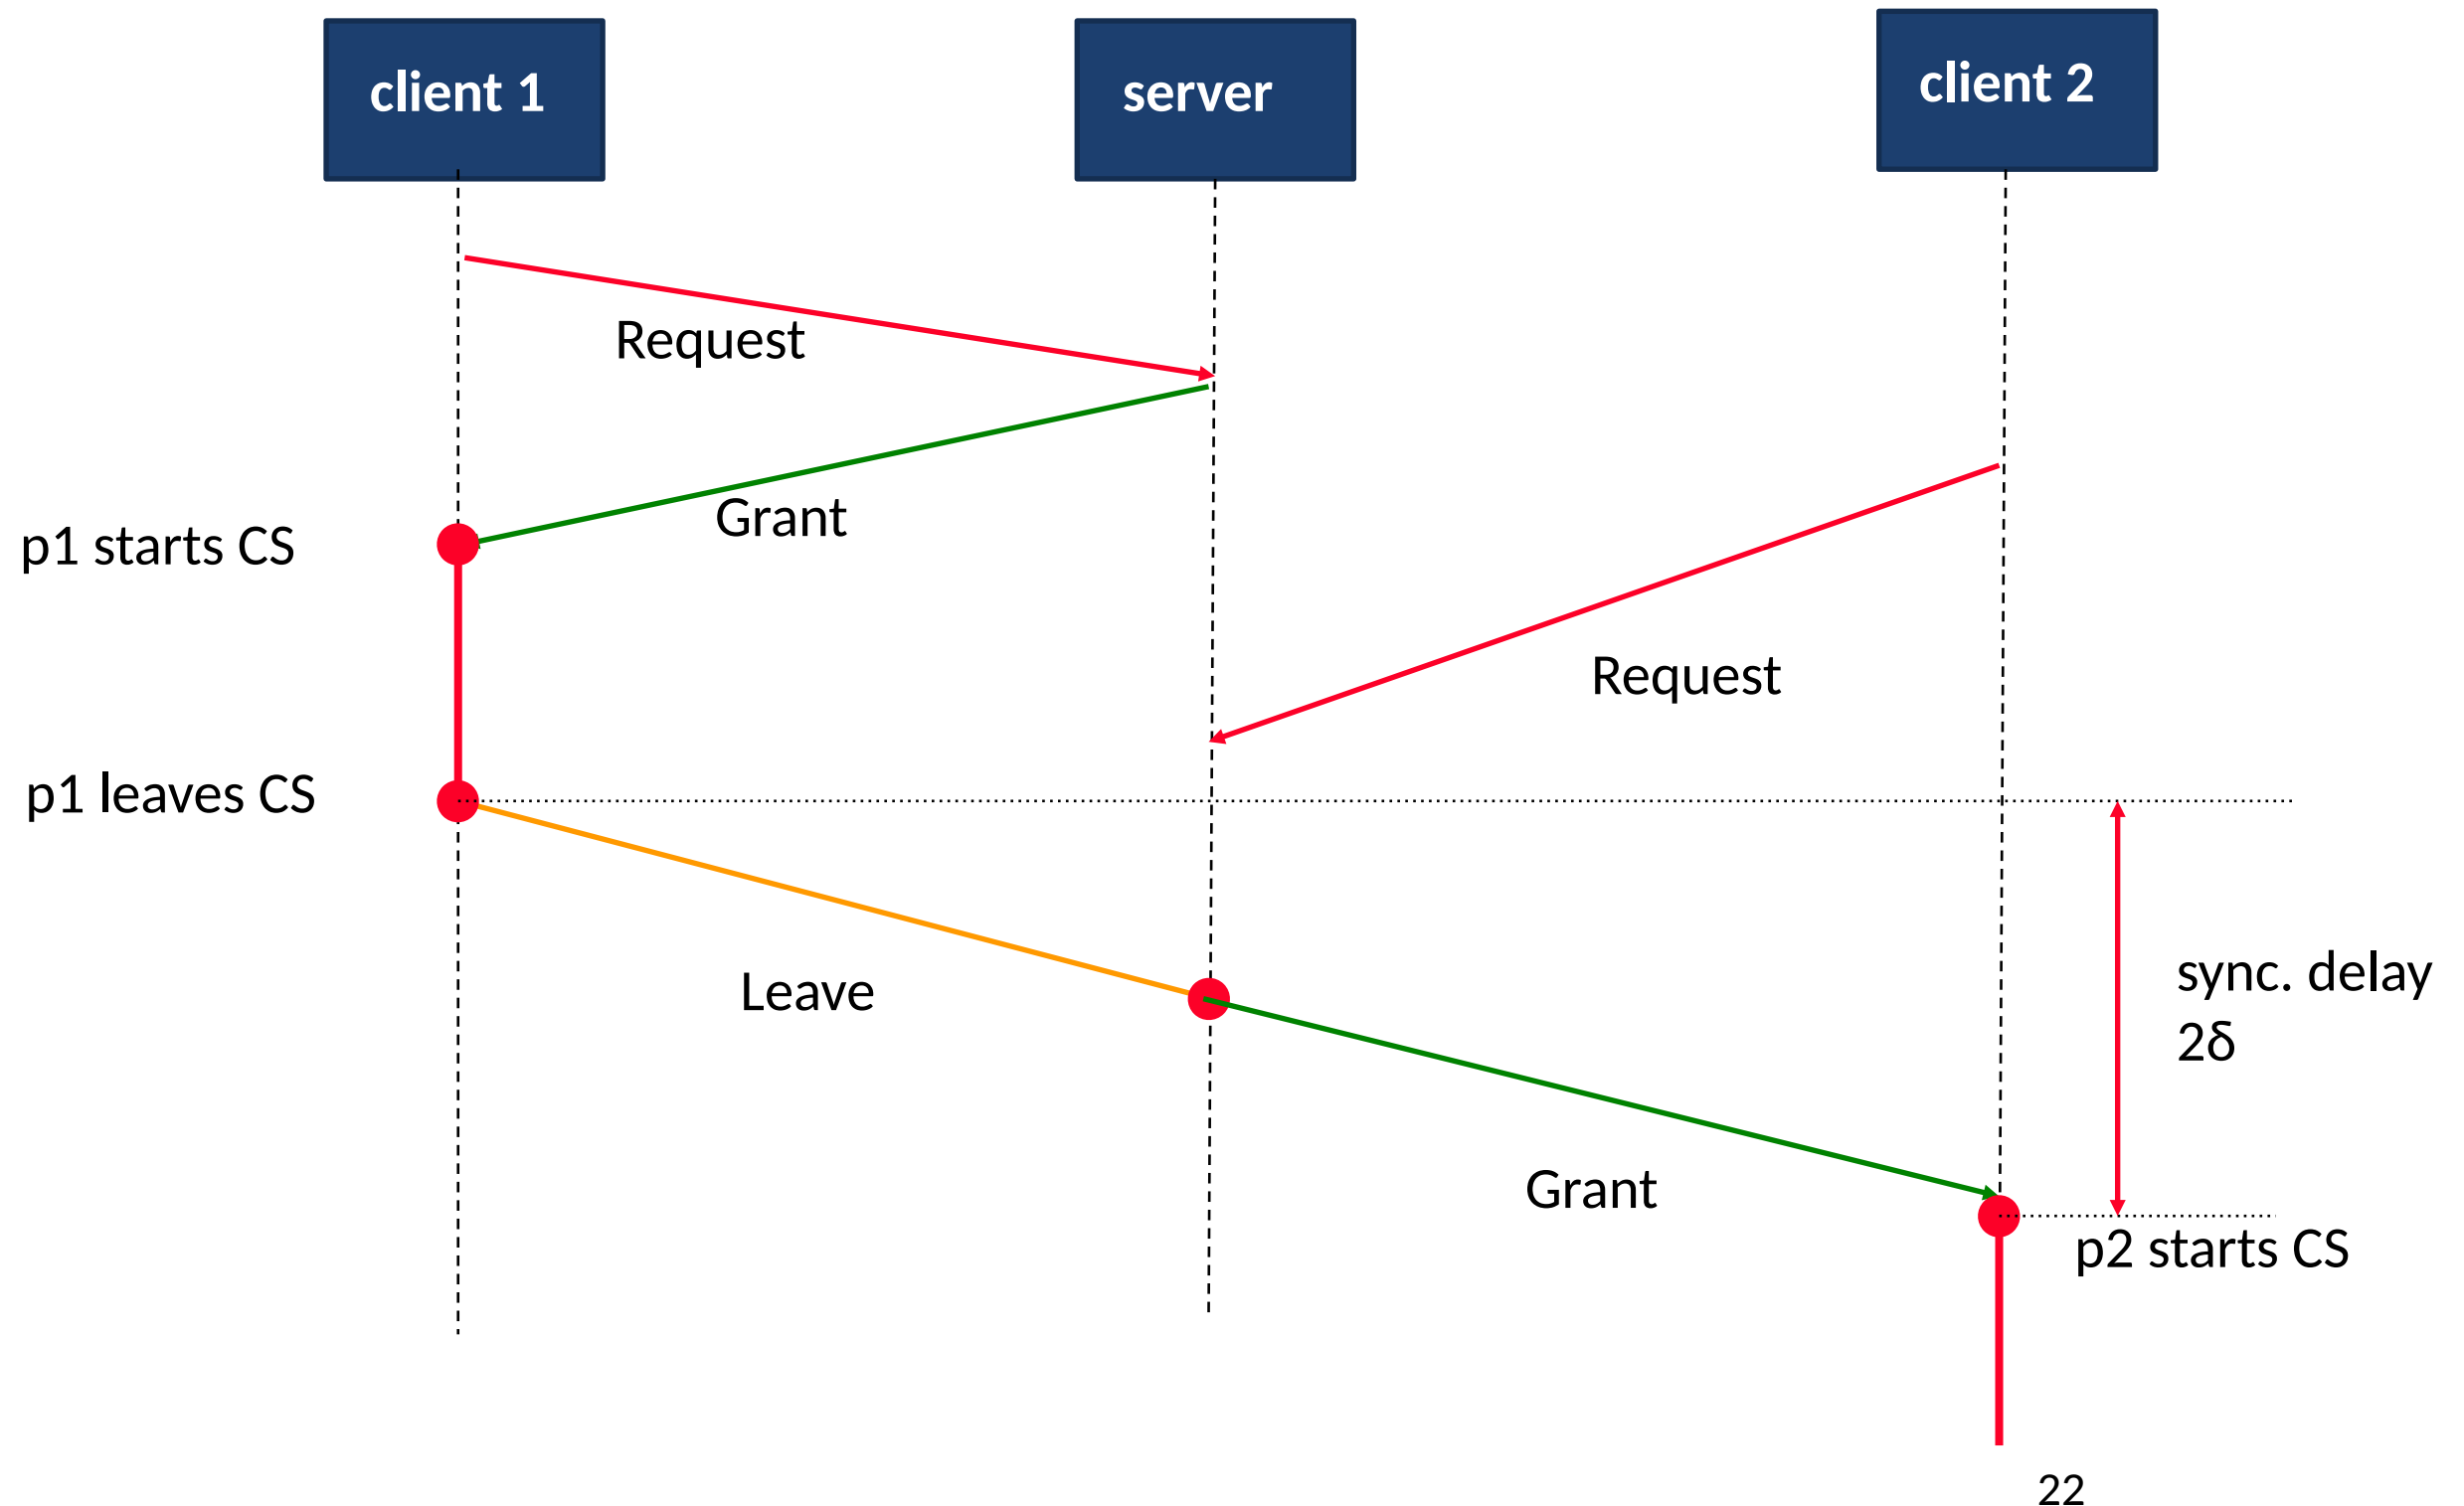 client 1
server
client 2
Request
Grant
p1 starts CS
Request
p1 leaves CS
Leave
sync. delay
2δ
Grant
p2 starts CS
22